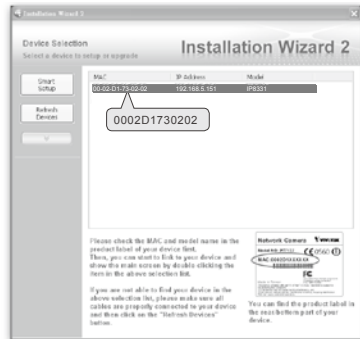 Installation Wizard 2
Device Selection
Select a device to setup or upgrade
Installation Wizard 2
Smart
Setup
Refresh
Devices
MAC IP Address Model
00-02-D1-73-02-02 192.168.5.151 IP8331
0002D1730202
Please check the MAC and model name in the
product label of your device first.
Then, you can start to link to your device and
show the main screen by double-clicking the
item in the above selection list.
If you are not able to find your device in the
above selection list, please make sure all
cables are properly connected to your device
and then click on the "Refresh Devices"
button.
Network Camera VIVOTEK
0560
FC
You can find the product label in
the rear/bottom part of your
device.